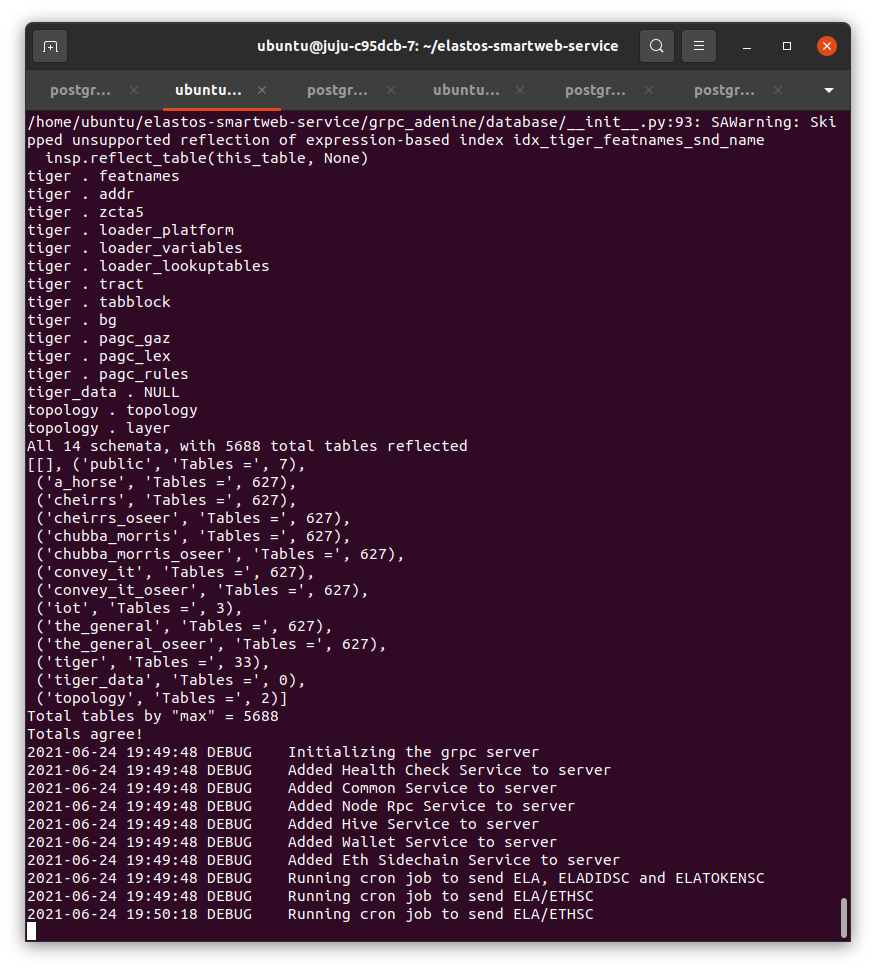 ubuntu@juju-c95dcb-7: ~/elastos-smartweb-service
postgr... × ubuntu... × postgr... × ubuntu... × postgr... × postgr... ×
/home/ubuntu/elastos-smartweb-service/grpc_adenine/database/__init__.py:93: SAWarning: Ski
pped unsupported reflection of expression-based index idx_tiger_featnames_snd_name
  insp.reflect_table(this_table, None)
tiger . featnames
tiger . addr
tiger . zcta5
tiger . loader_platform
tiger . loader_variables
tiger . loader_lookuptables
tiger . tract
tiger . tabblock
tiger . bg
tiger . pagc_gaz
tiger . pagc_lex
tiger . pagc_rules
tiger_data . NULL
topology . topology
topology . layer
All 14 schemata, with 5688 total tables reflected
[[], ('public', 'Tables =', 7),
 ('a_horse', 'Tables =', 627),
 ('cheirrs', 'Tables =', 627),
 ('cheirrs_oseer', 'Tables =', 627),
 ('chubba_morris', 'Tables =', 627),
 ('chubba_morris_oseer', 'Tables =', 627),
 ('convey_it', 'Tables =', 627),
 ('convey_it_oseer', 'Tables =', 627),
 ('iot', 'Tables =', 3),
 ('the_general', 'Tables =', 627),
 ('the_general_oseer', 'Tables =', 627),
 ('tiger', 'Tables =', 33),
 ('tiger_data', 'Tables =', 0),
 ('topology', 'Tables =', 2)]
Total tables by "max" = 5688
Totals agree!
2021-06-24 19:49:48 DEBUG    Initializing the grpc server
2021-06-24 19:49:48 DEBUG    Added Health Check Service to server
2021-06-24 19:49:48 DEBUG    Added Common Service to server
2021-06-24 19:49:48 DEBUG    Added Node Rpc Service to server
2021-06-24 19:49:48 DEBUG    Added Hive Service to server
2021-06-24 19:49:48 DEBUG    Added Wallet Service to server
2021-06-24 19:49:48 DEBUG    Added Eth Sidechain Service to server
2021-06-24 19:49:48 DEBUG    Running cron job to send ELA, ELADIDSC and ELATOKENSC
2021-06-24 19:49:48 DEBUG    Running cron job to send ELA/ETHSC
2021-06-24 19:50:18 DEBUG    Running cron job to send ELA/ETHSC